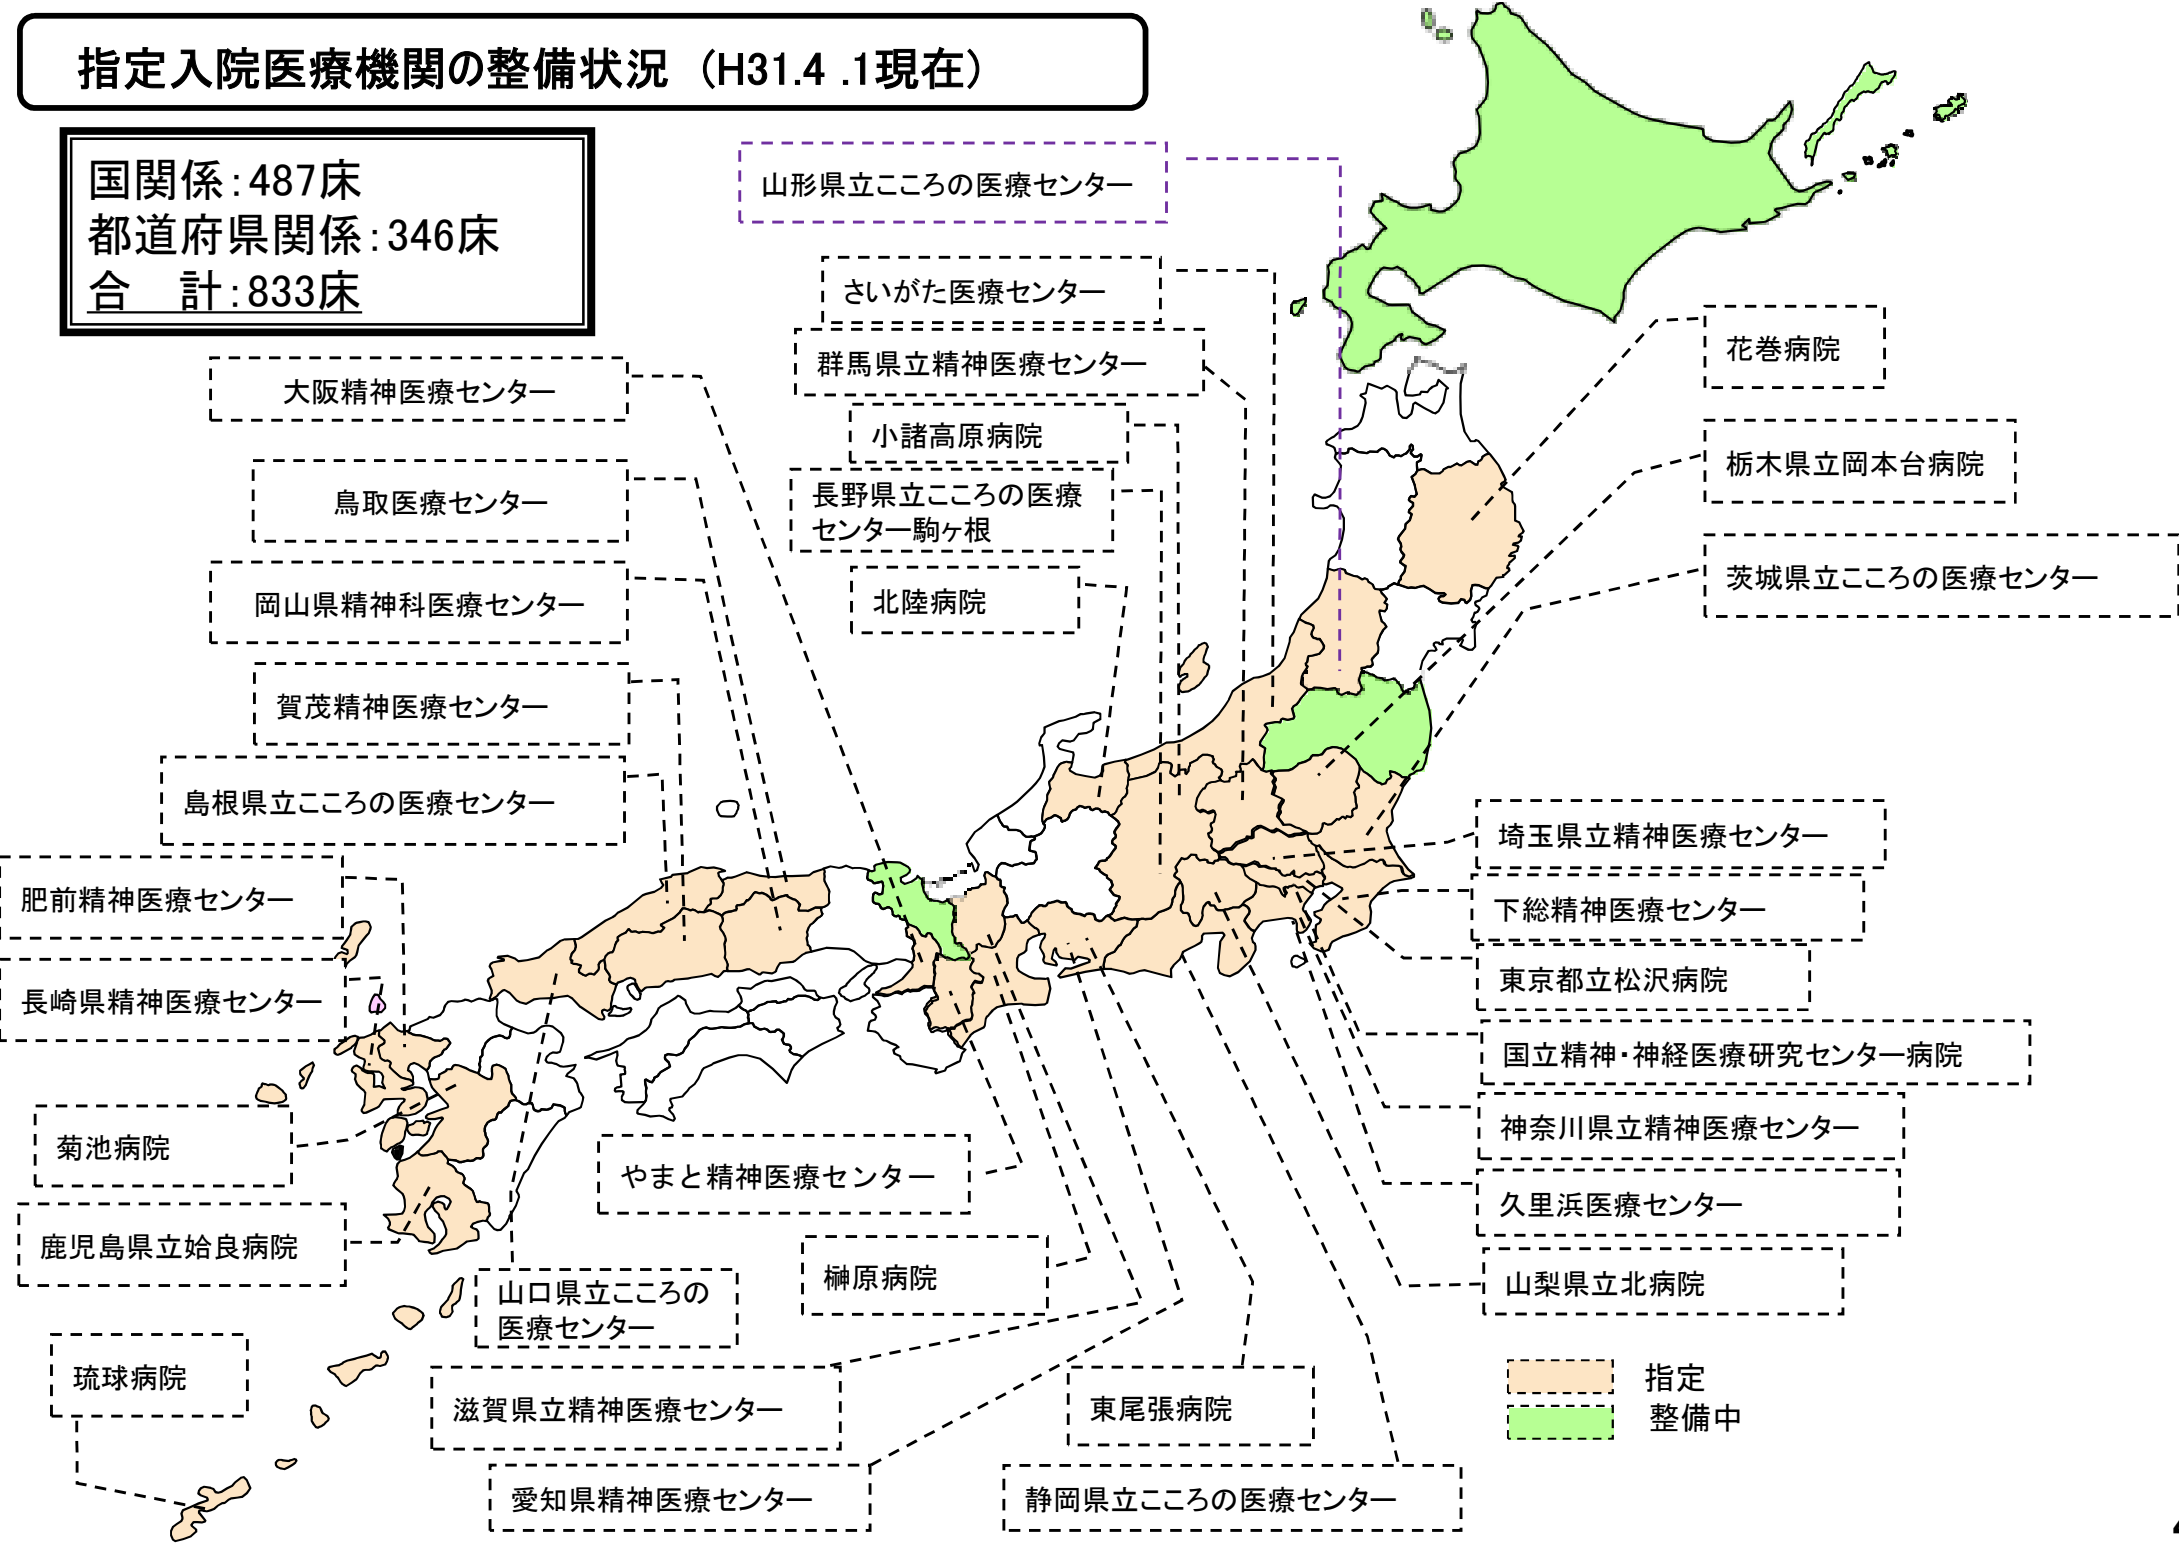 指定入院医療機関の整備状況（H31.4 .1現在）
国関係：487床
都道府県関係：346床
合　計：833床
山形県立こころの医療センター
さいがた医療センター
群馬県立精神医療センター
小諸高原病院
長野県立こころの医療
センター駒ヶ根
北陸病院
大阪精神医療センター
鳥取医療センター
岡山県精神科医療センター
賀茂精神医療センター
島根県立こころの医療センター
肥前精神医療センター
長崎県精神医療センター
菊池病院
鹿児島県立姶良病院
琉球病院
花巻病院
栃木県立岡本台病院
茨城県立こころの医療センター
埼玉県立精神医療センター
下総精神医療センター
東京都立松沢病院
国立精神・神経医療研究センター病院
神奈川県立精神医療センター
久里浜医療センター
山梨県立北病院
やまと精神医療センター
榊原病院
山口県立こころの
医療センター
滋賀県立精神医療センター
東尾張病院
愛知県精神医療センター
静岡県立こころの医療センター
指定
整備中